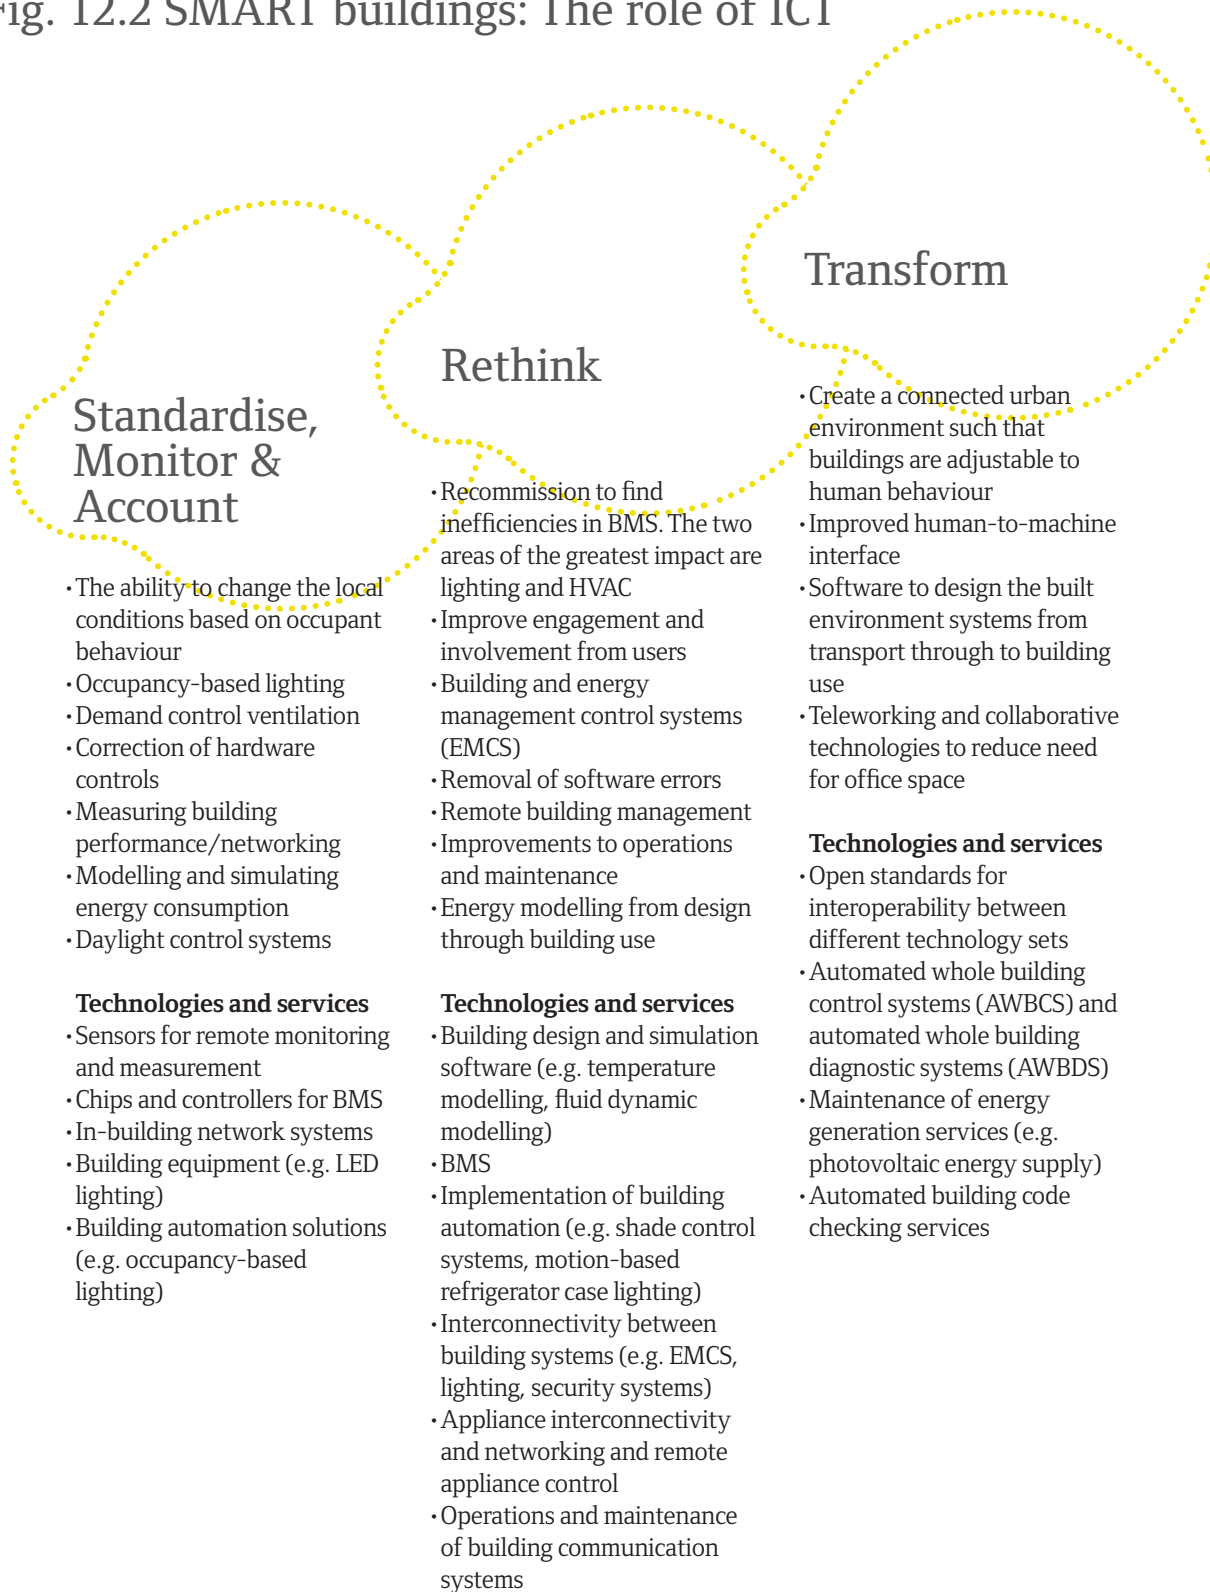 Fig. 12.2 SMART buildings: The role of ICT
Standardise,
Monitor &
Account
·The ability to change the local
conditions based on occupant
behaviour
·Occupancy-based lighting
·Demand control ventilation
·Correction of hardware
controls
·Measuring building
performance/networking
·Modelling and simulating
energy consumption
·Daylight control systems
Technologies and services
·Sensors for remote monitoring
and measurement
·Chips and controllers for BMS
·In-building network systems
·Building equipment (e.g. LED
lighting)
·Building automation solutions
(e.g. occupancy-based
lighting)
Rethink
·Recommission to find
inefficiencies in BMS. The two
areas of the greatest impact are
lighting and HVAC
·Improve engagement and
involvement from users
·Building and energy
management control systems
(EMCS)
·Removal of software errors
·Remote building management
·Improvements to operations
and maintenance
·Energy modelling from design
through building use
Technologies and services
·Building design and simulation
software (e.g. temperature
modelling, fluid dynamic
modelling)
·BMS
·Implementation of building
automation (e.g. shade control
systems, motion-based
refrigerator case lighting)
·Interconnectivity between
building systems (e.g. EMCS,
lighting, security systems)
·Appliance interconnectivity
and networking and remote
appliance control
·Operations and maintenance
of building communication
systems
Transform
·Create a connected urban
environment such that
buildings are adjustable to
human behaviour
·Improved human-to-machine
interface
·Software to design the built
environment systems from
transport through to building
use
·Teleworking and collaborative
technologies to reduce need
for office space
Technologies and services
·Open standards for
interoperability between
different technology sets
·Automated whole building
control systems (AWBCS) and
automated whole building
diagnostic systems (AWBDS)
·Maintenance of energy
generation services (e.g.
photovoltaic energy supply)
·Automated building code
checking services